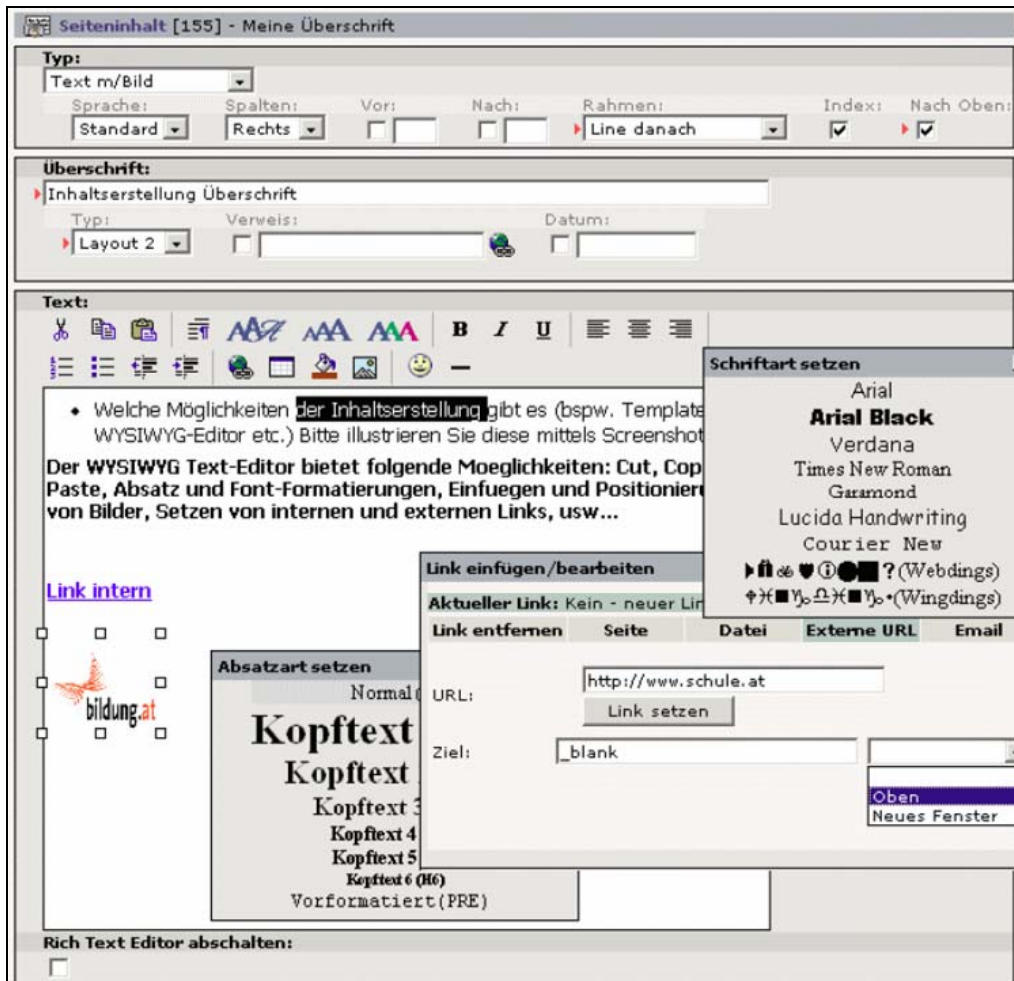 Seiteninhalt [155] - Meine Überschrift
Typ:
Text m/Bild
Sprache: Spalten: Vor: Nach: Rahmen: Index: Nach Oben:
Standard Rechts Line danach
Überschrift:
Inhaltserstellung Überschrift
Typ: Verweis: Datum:
Layout 2
Text:
B I U
Schriftart setzen
Arial
Arial Black
Verdana
Times New Roman
Garamond
Lucida Handwriting
Courier New
?(Webdings)
(Wingdings)
• Welche Möglichkeiten der Inhaltserstellung gibt es (bspw. Template
WYSIWYG-Editor etc.) Bitte illustrieren Sie diese mittels Screenshot
Der WYSIWYG Text-Editor bietet folgende Moeglichkeiten: Cut, Cop
Paste, Absatz und Font-Formatierungen, Einfuegen und Positionier
von Bilder, Setzen von internen und externen Links, usw...
Link intern
bildung.at
Link einfügen/bearbeiten
Aktueller Link: Kein - neuer Lin
Link entfernen Seite Datei Externe URL Email
URL: http://www.schule.at
Link setzen
Ziel: _blank
Oben
Neues Fenster
Absatzart setzen
Normal(
Kopftext
Kopftext
Kopftext 3
Kopftext 4
Kopftext 5
Kopftext 6 (H6)
Vorformatiert(PRE)
Rich Text Editor abschalten: